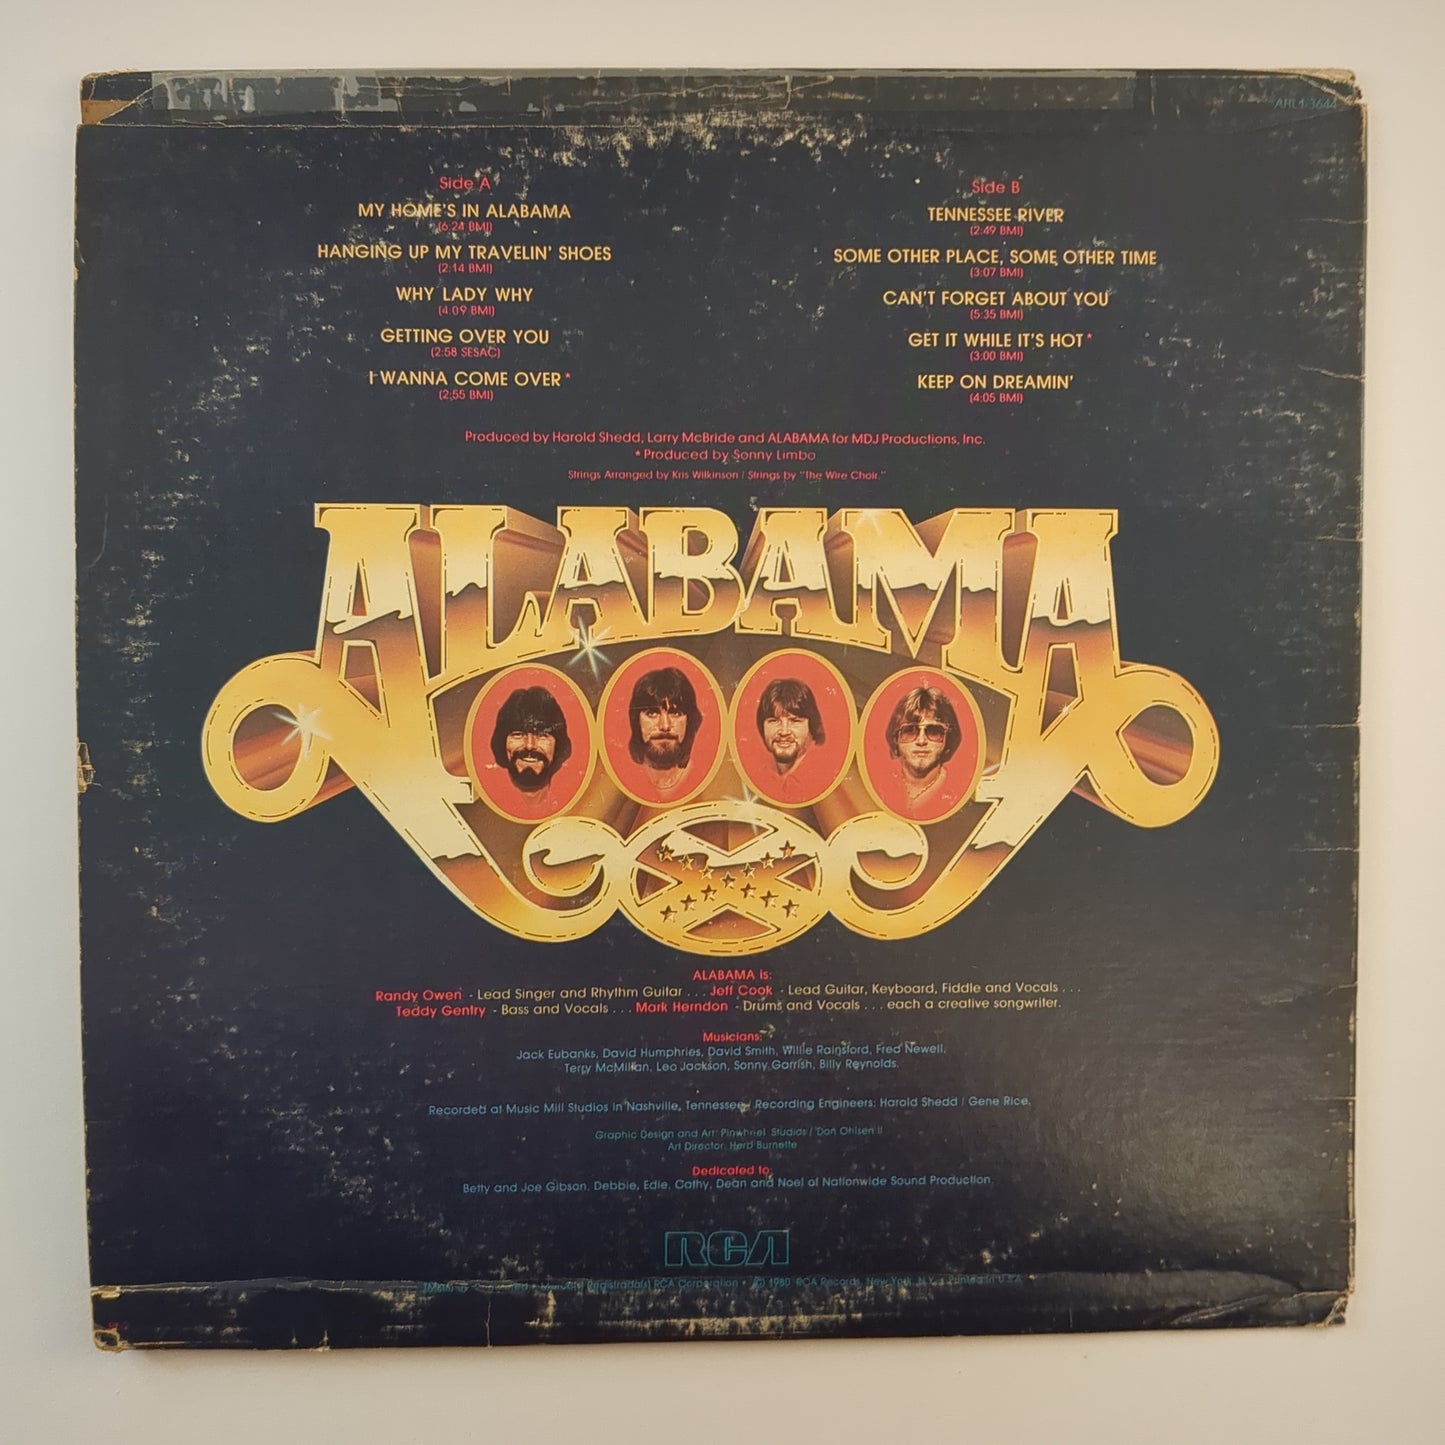 AHL1-3644
Side A
MY HOME'S IN ALABAMA
(6:24 BMI)
HANGING UP MY TRAVELIN' SHOES
(2:14 BMI)
WHY LADY WHY
(4:09 BMI)
GETTING OVER YOU
(2:58 SESAC)
I WANNA COME OVER *
(2:55 BMI)
Side B
TENNESSEE RIVER
(2:49 BMI)
SOME OTHER PLACE, SOME OTHER TIME
(3:07 BMI)
CAN'T FORGET ABOUT YOU
(5:35 BMI)
GET IT WHILE IT'S HOT *
(3:00 BMI)
KEEP ON DREAMIN'
(4:05 BMI)
Produced by Harold Shedd, Larry McBride and ALABAMA for MDJ Productions, Inc.
* Produced by Sonny Limbo
Strings Arranged by Kris Wilkinson / Strings by "The Wire Choir."
ALABAMA
ALABAMA is:
Randy Owen - Lead Singer and Rhythm Guitar . . . Jeff Cook - Lead Guitar, Keyboard, Fiddle and Vocals . . .
Teddy Gentry - Bass and Vocals . . . Mark Herndon - Drums and Vocals . . . each a creative songwriter.
Musicians:
Jack Eubanks, David Humphries, David Smith, Willie Rainsford, Fred Newell,
Terry McMillan, Leo Jackson, Sonny Garrish, Billy Reynolds.
Recorded at Music Mill Studios in Nashville, Tennessee / Recording Engineers: Harold Shedd / Gene Rice.
Graphic Design and Art: Pinwheel Studios / Don Ohlsen II
Art Director: Herb Burnette
Dedicated to:
Betty and Joe Gibson, Debbie, Edie, Cathy, Dean and Noel of Nationwide Sound Production.
RCA
Registrada(s) RCA Corporation • © 1980, RCA Records, New York, N.Y. • Printed in U.S.A.